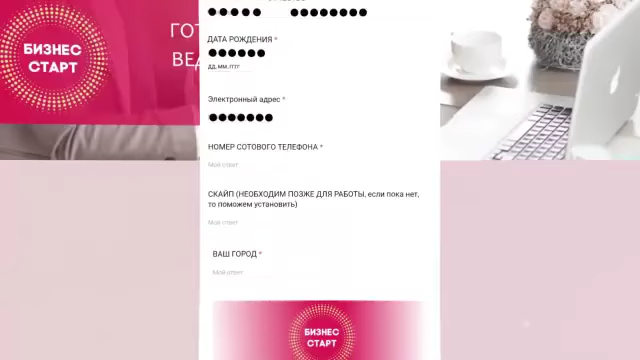 БИЗНЕС
СТАРТ
ГОТ
ВЕД
ДАТА РОЖДЕНИЯ *
дд.мм.гггг
Электронный адрес *
НОМЕР СОТОВОГО ТЕЛЕФОНА *
Мой ответ
СКАЙП (НЕОБХОДИМ ПОЗЖЕ ДЛЯ РАБОТЫ, если пока нет,
то поможем установить)
Мой ответ
ВАШ ГОРОД *
Мой ответ
БИЗНЕС
СТАРТ